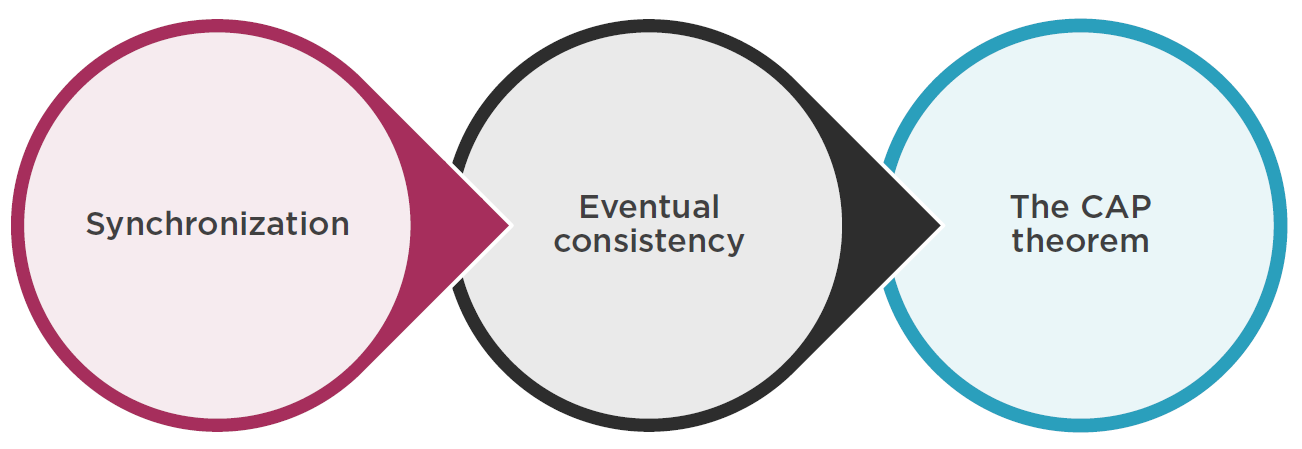 Synchronization
Eventual
consistency
The CAP
theorem